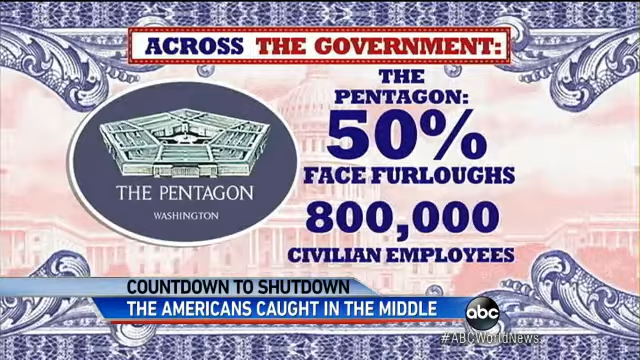 ACROSS THE GOVERNMENT:
THE
PENTAGON:
50%
FACE FURLOUGHS
800,000
CIVILIAN EMPLOYEES
THE PENTAGON
WASHINGTON
COUNTDOWN TO SHUTDOWN
THE AMERICANS CAUGHT IN THE MIDDLE
abc
#ABCWorldNews